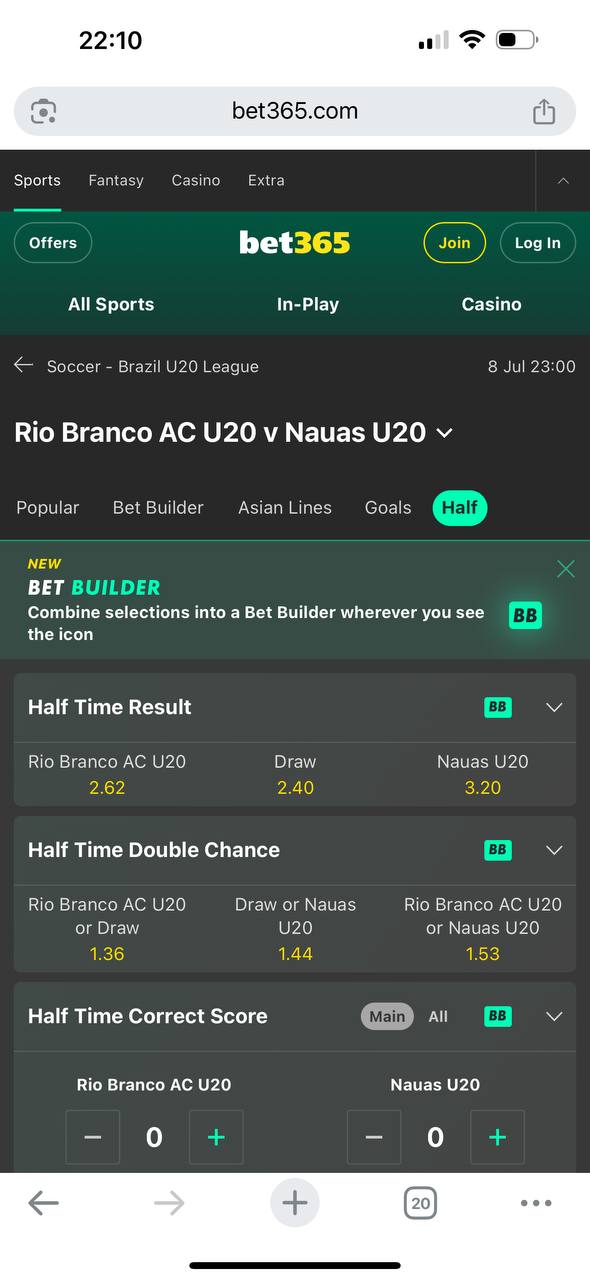 22:10
bet365.com
Sports Fantasy Casino Extra
Offers bet365 Join Log In
All Sports In-Play Casino
Soccer - Brazil U20 League 8 Jul 23:00
Rio Branco AC U20 v Nauas U20
Popular Bet Builder Asian Lines Goals Half
NEW
BET BUILDER
Combine selections into a Bet Builder wherever you see
the icon
BB
Half Time Result BB
Rio Branco AC U20 Draw Nauas U20
2.62 2.40 3.20
Half Time Double Chance BB
Rio Branco AC U20 Draw or Nauas Rio Branco AC U20
or Draw U20 or Nauas U20
1.36 1.44 1.53
Half Time Correct Score Main All BB
Rio Branco AC U20 Nauas U20
− 0 + − 0 +
20